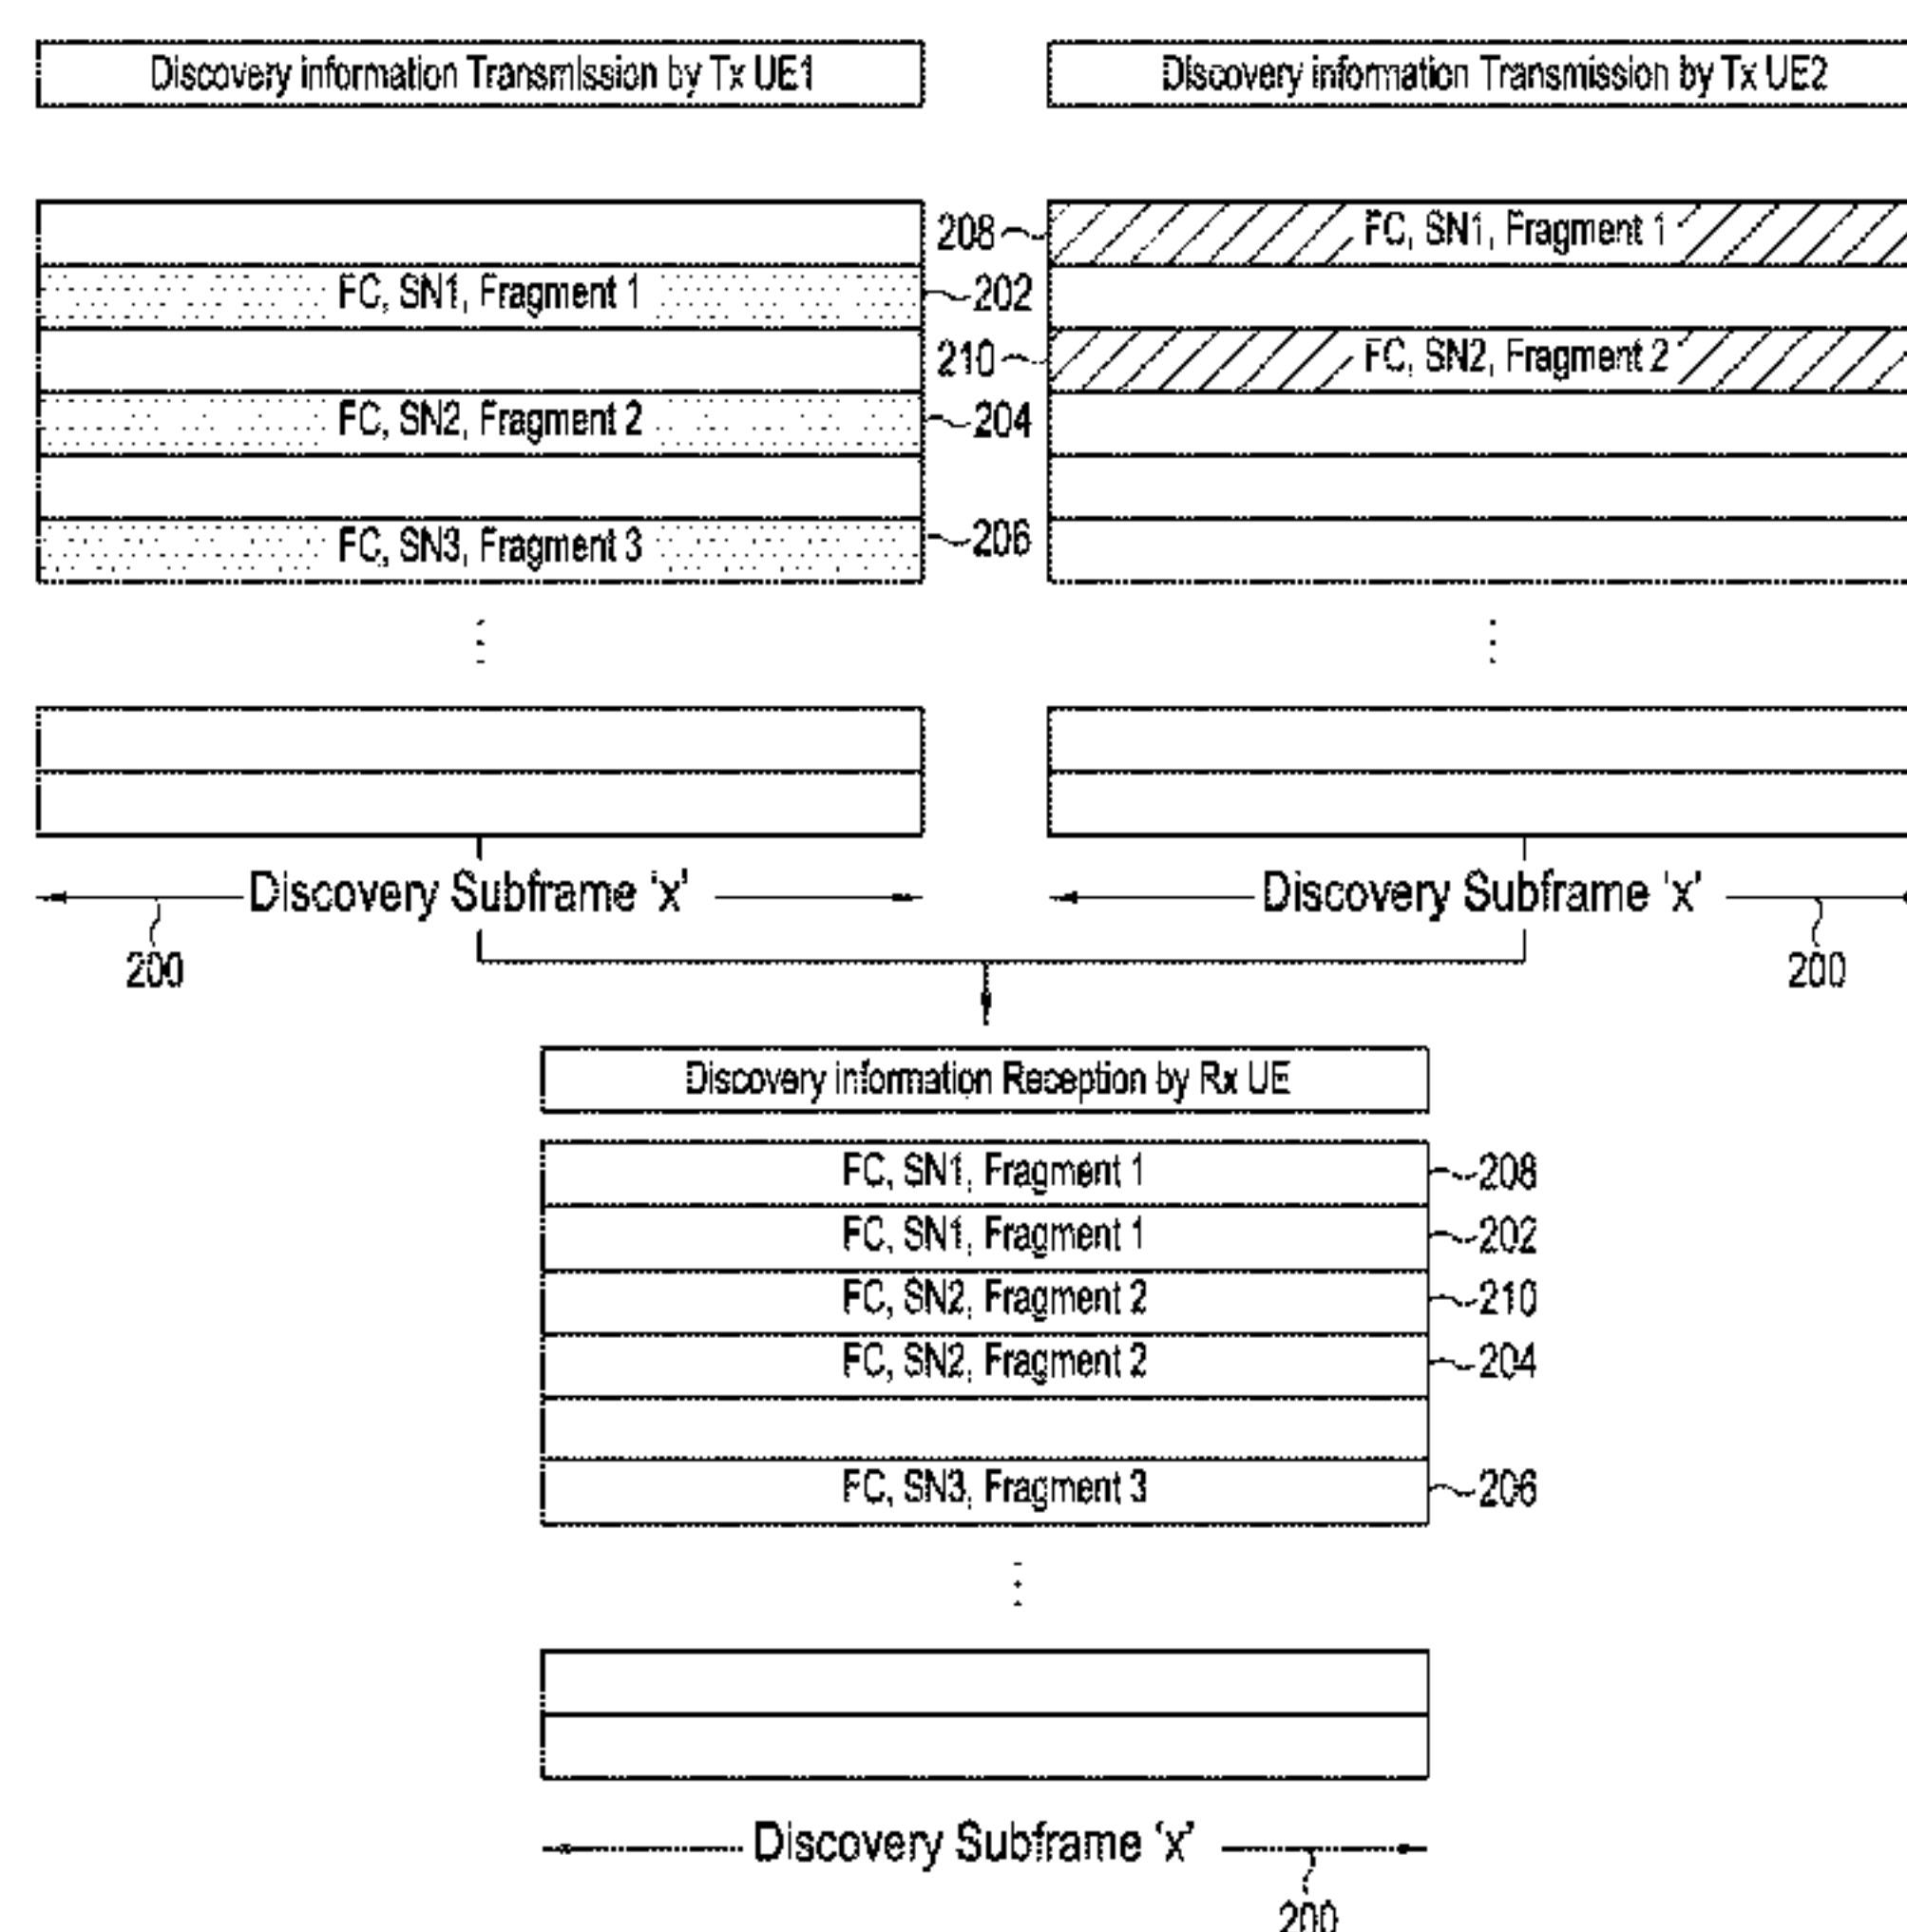 Discovery information Transmission by Tx UE1
Discovery information Transmission by Tx UE2
208
FC, SN1, Fragment 1
FC, SN1, Fragment 1
202
210
FC, SN2, Fragment 2
FC, SN2, Fragment 2
204
FC, SN3, Fragment 3
206
Discovery Subframe ‘x’
Discovery Subframe ‘x’
200
200
Discovery information Reception by Rx UE
FC, SN1, Fragment 1
208
FC, SN1, Fragment 1
202
FC, SN2, Fragment 2
210
FC, SN2, Fragment 2
204
FC, SN3, Fragment 3
206
Discovery Subframe ‘x’
200